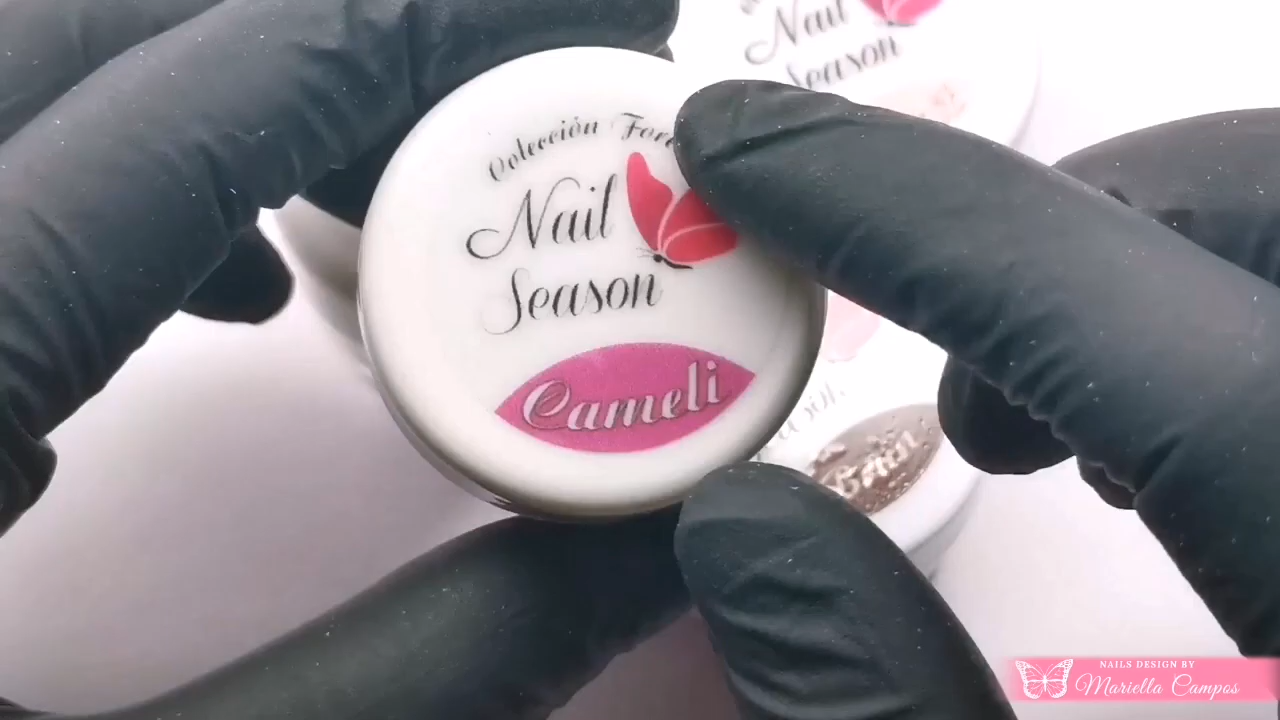 Colección
Nail
Season
Cameli
Nail
Season
NAILS DESIGN BY
Mariella Campos